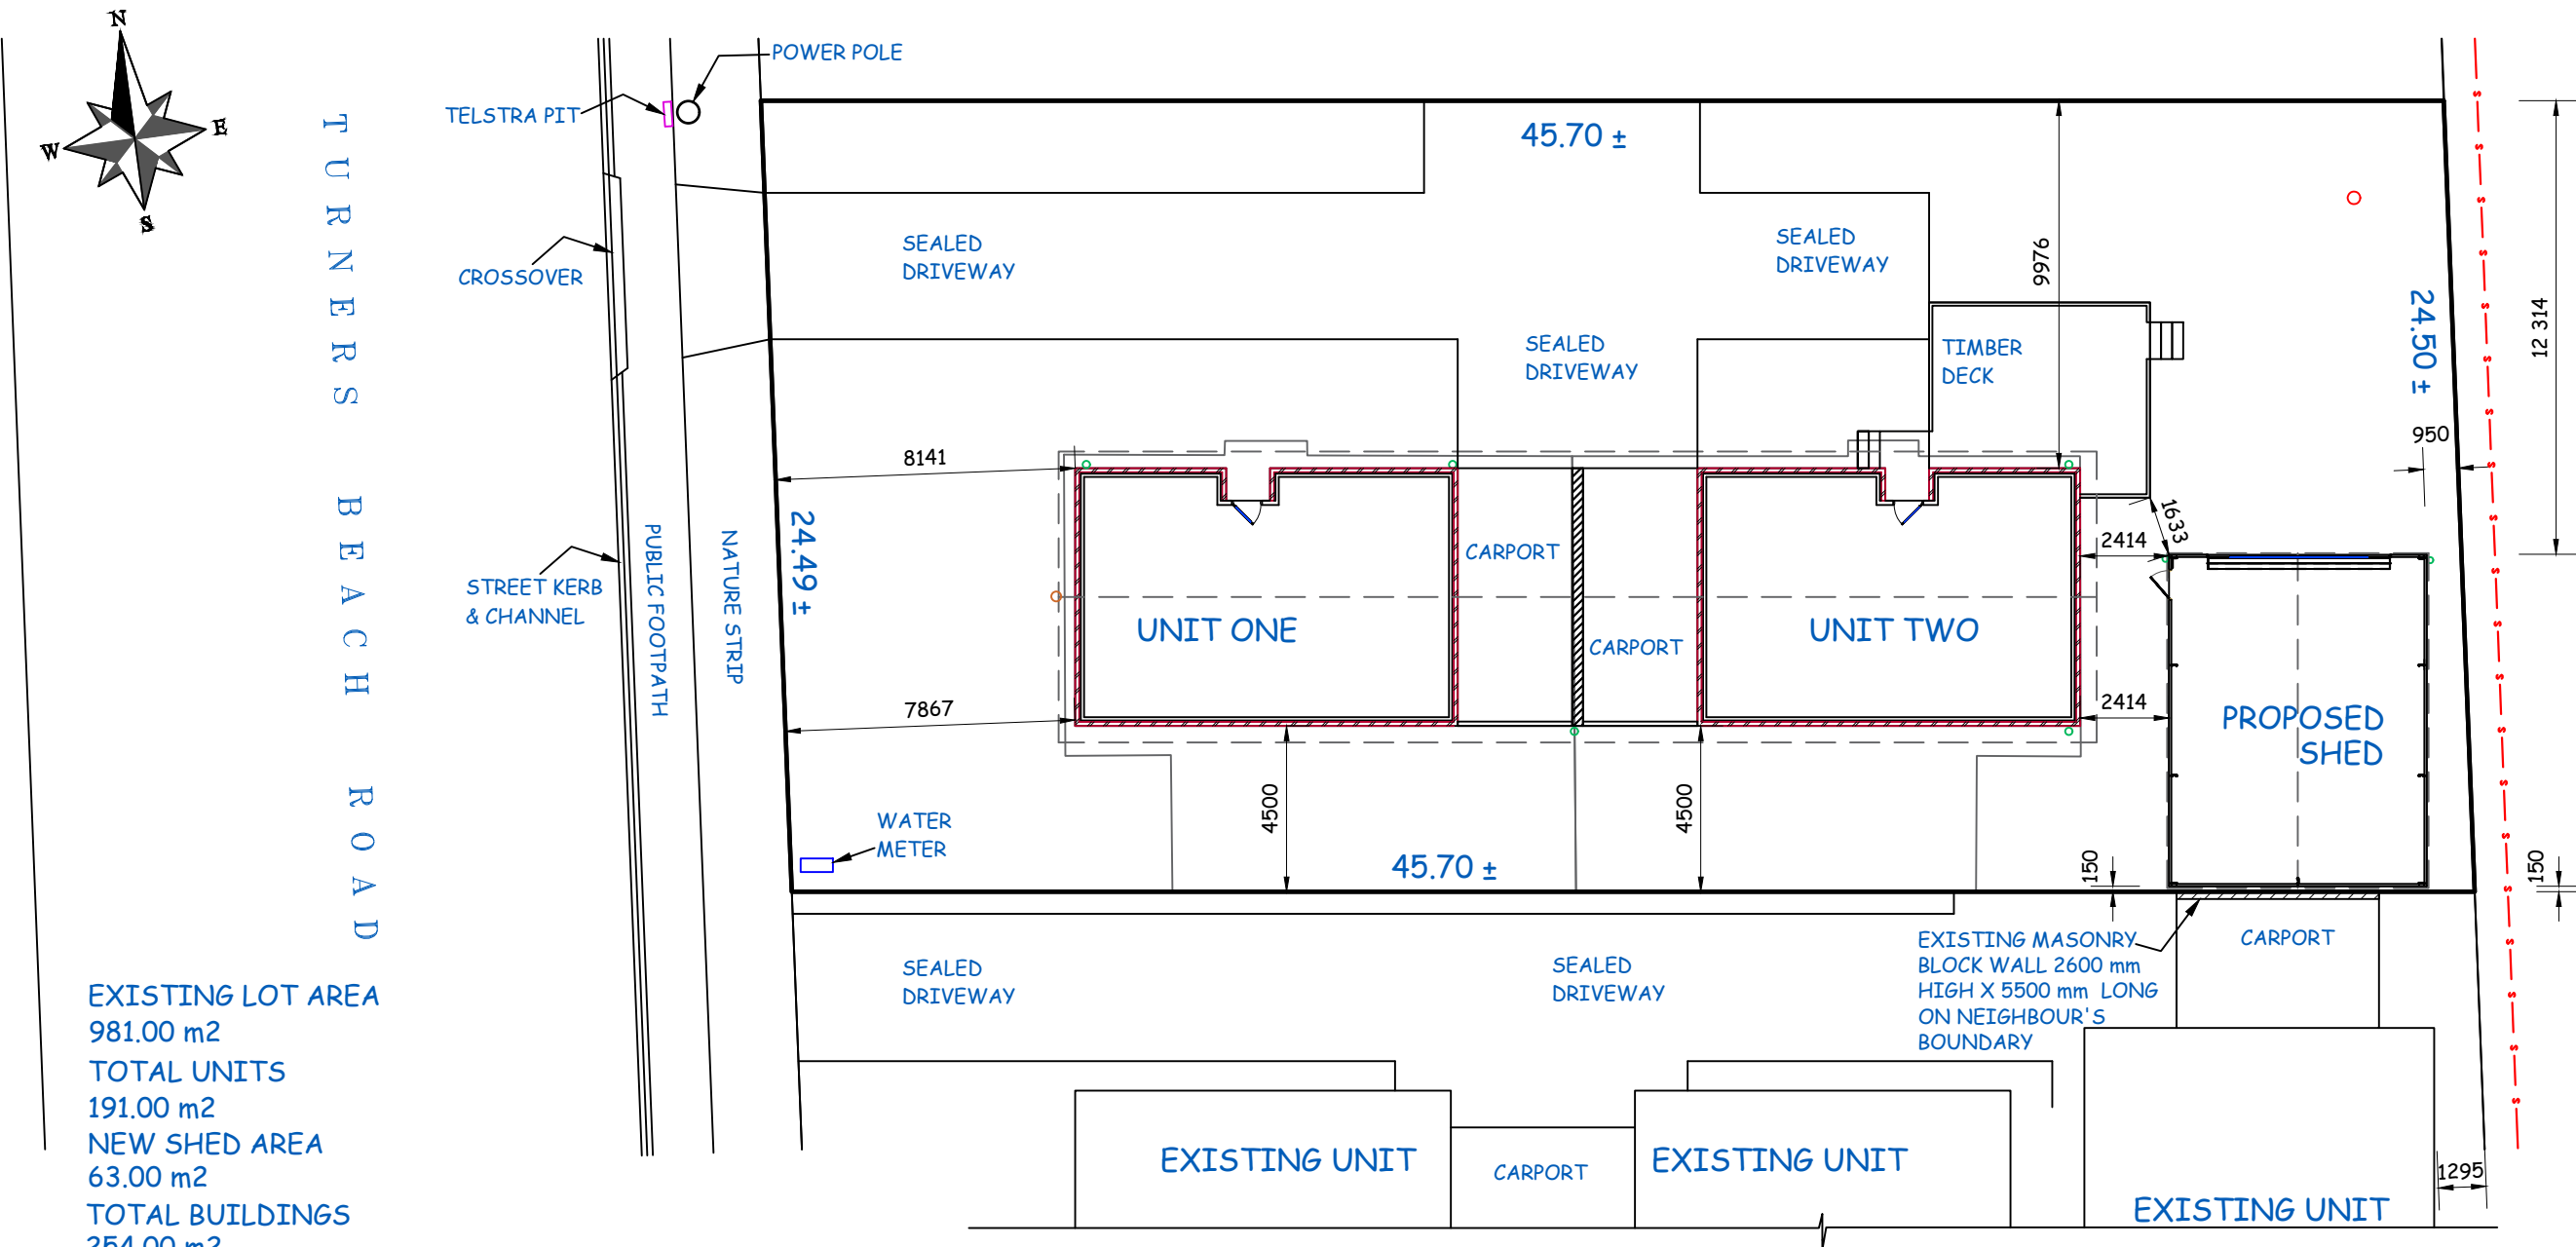 N
E
W
S
POWER POLE
TELSTRA PIT
CROSSOVER
TURNERS BEACH ROAD
STREET KERB
& CHANNEL
PUBLIC FOOTPATH
NATURE STRIP
45.70 ±
SEALED
DRIVEWAY
SEALED
DRIVEWAY
SEALED
DRIVEWAY
9976
TIMBER
DECK
24.50 ±
12 314
950
8141
24.49 ±
7867
UNIT ONE
CARPORT
CARPORT
UNIT TWO
1633
2414
2414
PROPOSED
SHED
WATER
METER
4500
4500
45.70 ±
150
150
s s s s s s s s s s s s s s s s s s s s
SEALED
DRIVEWAY
SEALED
DRIVEWAY
EXISTING MASONRY
BLOCK WALL 2600 mm
HIGH X 5500 mm LONG
ON NEIGHBOUR'S
BOUNDARY
CARPORT
EXISTING LOT AREA
981.00 m2
TOTAL UNITS
191.00 m2
NEW SHED AREA
63.00 m2
TOTAL BUILDINGS
254.00 m2
EXISTING UNIT
CARPORT
EXISTING UNIT
EXISTING UNIT
1295